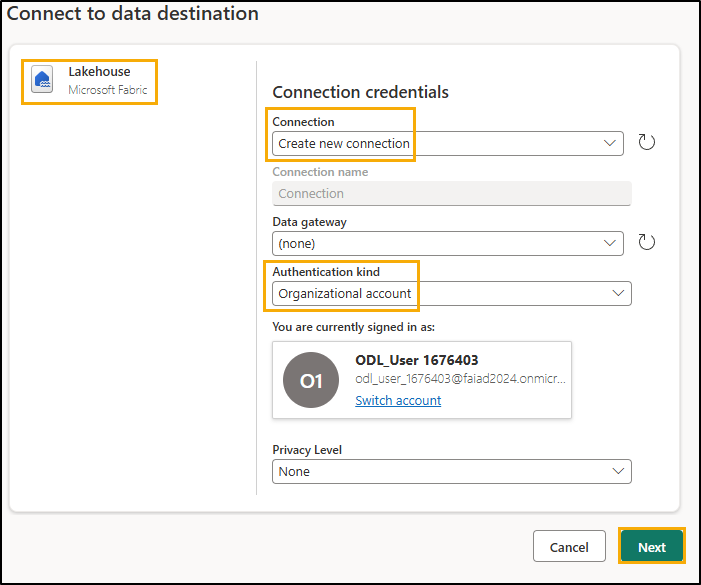 Connect to data destination
Lakehouse
Microsoft Fabric
Connection credentials
Connection
Create new connection
Connection name
Connection
Data gateway
(none)
Authentication kind
Organizational account
You are currently signed in as:
O1
ODL_User 1676403
odl_user_1676403@faiad2024.onmicr...
Switch account
Privacy Level
None
Cancel
Next